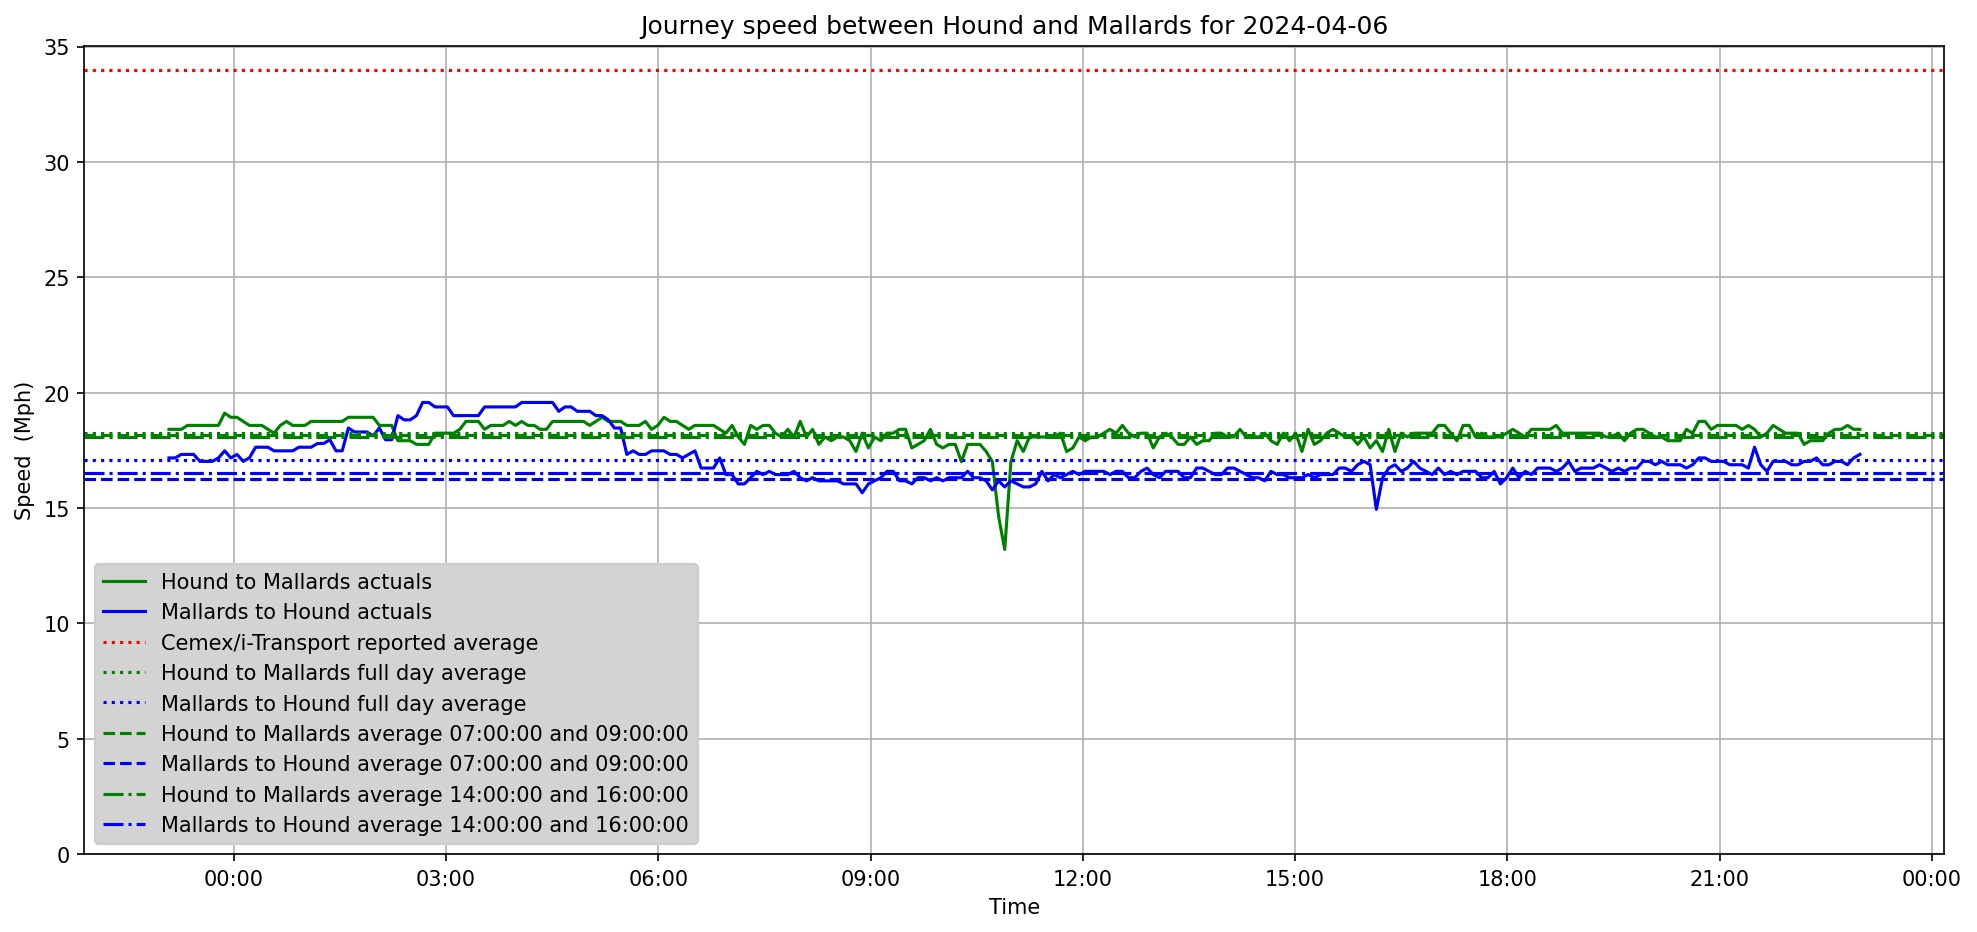 Journey speed between Hound and Mallards for 2024-04-06
35
30
25
20
15
10
5
0
Speed (Mph)
Hound to Mallards actuals
Mallards to Hound actuals
Cemex/i-Transport reported average
Hound to Mallards full day average
Mallards to Hound full day average
Hound to Mallards average 07:00:00 and 09:00:00
Mallards to Hound average 07:00:00 and 09:00:00
Hound to Mallards average 14:00:00 and 16:00:00
Mallards to Hound average 14:00:00 and 16:00:00
00:00 03:00 06:00 09:00 12:00 15:00 18:00 21:00 00:00
Time